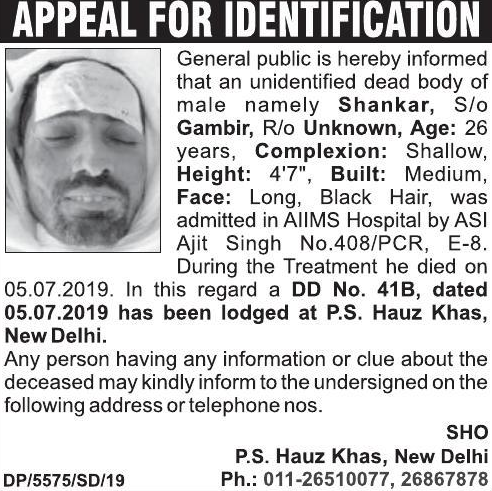 APPEAL FOR IDENTIFICATION
General public is hereby informed
that an unidentified dead body of
male namely Shankar, S/o
Gambir, R/o Unknown, Age: 26
years, Complexion: Shallow,
Height: 4'7", Built: Medium,
Face: Long, Black Hair, was
admitted in AIIMS Hospital by ASI
Ajit Singh No.408/PCR, E-8.
During the Treatment he died on
05.07.2019. In this regard a DD No. 41B, dated
05.07.2019 has been lodged at P.S. Hauz Khas,
New Delhi.
Any person having any information or clue about the
deceased may kindly inform to the undersigned on the
following address or telephone nos.
SHO
P.S. Hauz Khas, New Delhi
DP/5575/SD/19 Ph.: 011-26510077, 26867878